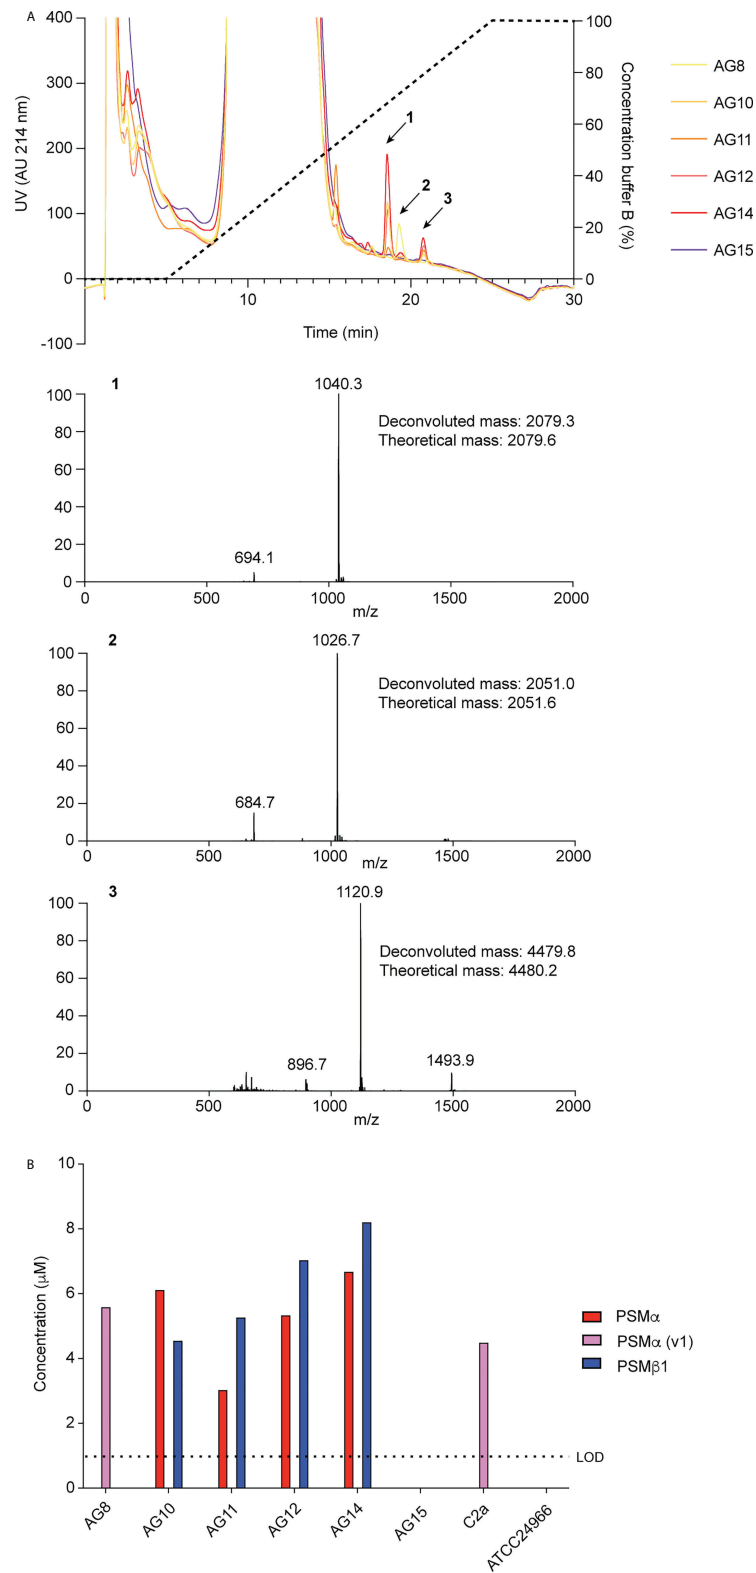 A
400
300
200
100
0
-100
UV (AU 214 nm)
10
20
30
Time (min)
100
80
60
40
20
0
Concentration buffer B (%)
1
2
3
AG8
AG10
AG11
AG12
AG14
AG15
1
1040.3
694.1
Deconvoluted mass: 2079.3
Theoretical mass: 2079.6
100
80
60
40
20
0
0
500
1000
1500
2000
m/z
2
1026.7
684.7
Deconvoluted mass: 2051.0
Theoretical mass: 2051.6
100
80
60
40
20
0
0
500
1000
1500
2000
m/z
3
1120.9
896.7
1493.9
Deconvoluted mass: 4479.8
Theoretical mass: 4480.2
100
80
60
40
20
0
0
500
1000
1500
2000
m/z
B
10
8
6
4
2
0
Concentration (μM)
PSMα
PSMα (v1)
PSMβ1
LOD
AG8
AG10
AG11
AG12
AG14
AG15
C2a
ATCC24966